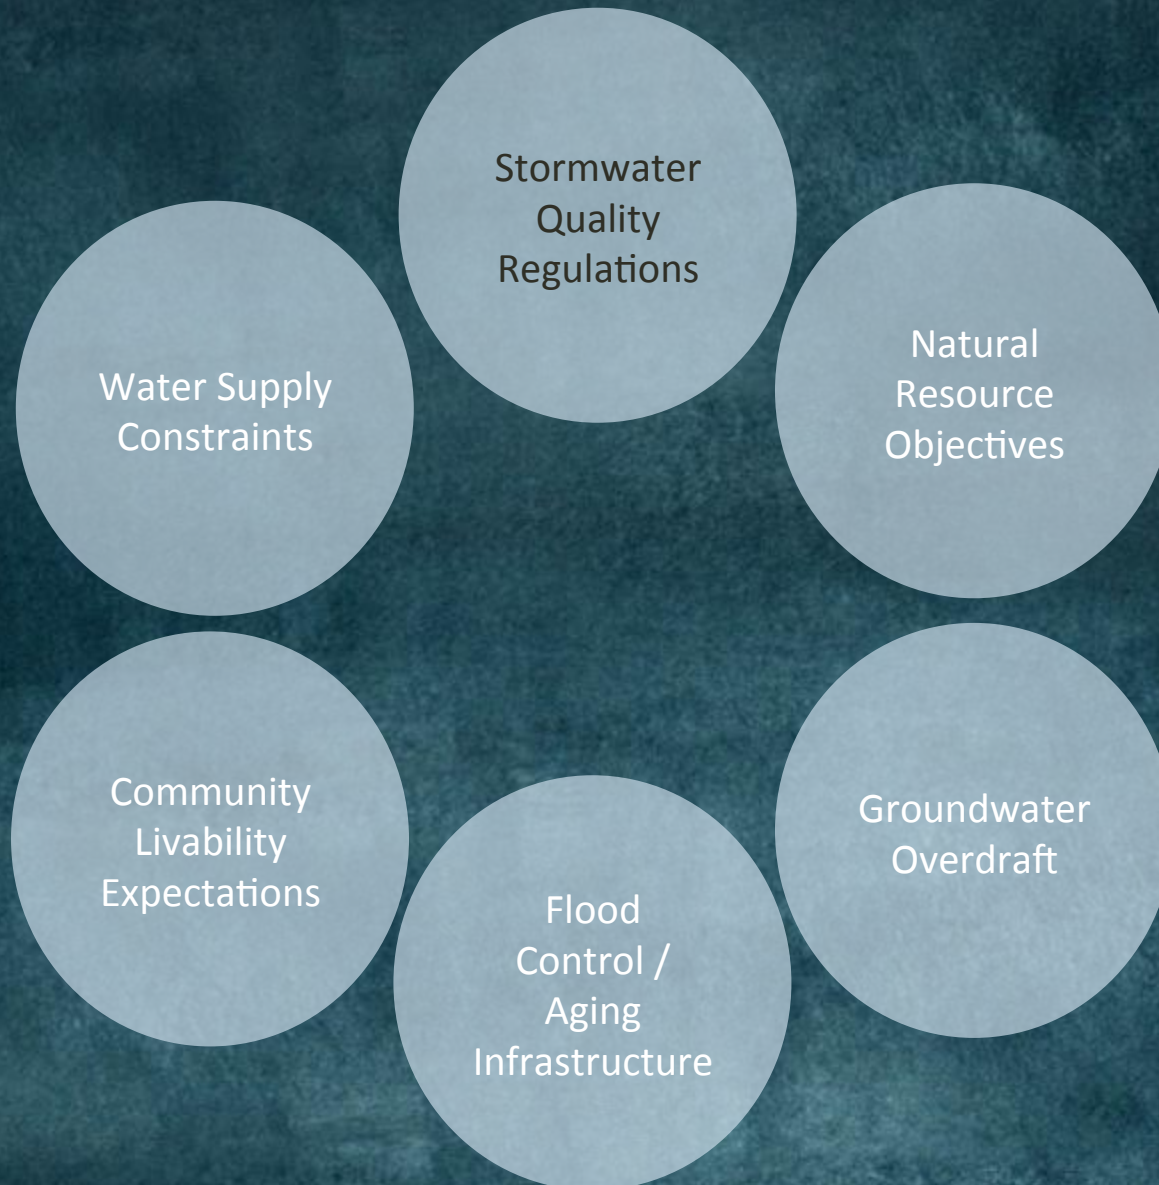 Stormwater
Quality
Regulations
Water Supply
Constraints
Natural
Resource
Objectives
Community
Livability
Expectations
Groundwater
Overdraft
Flood
Control /
Aging
Infrastructure